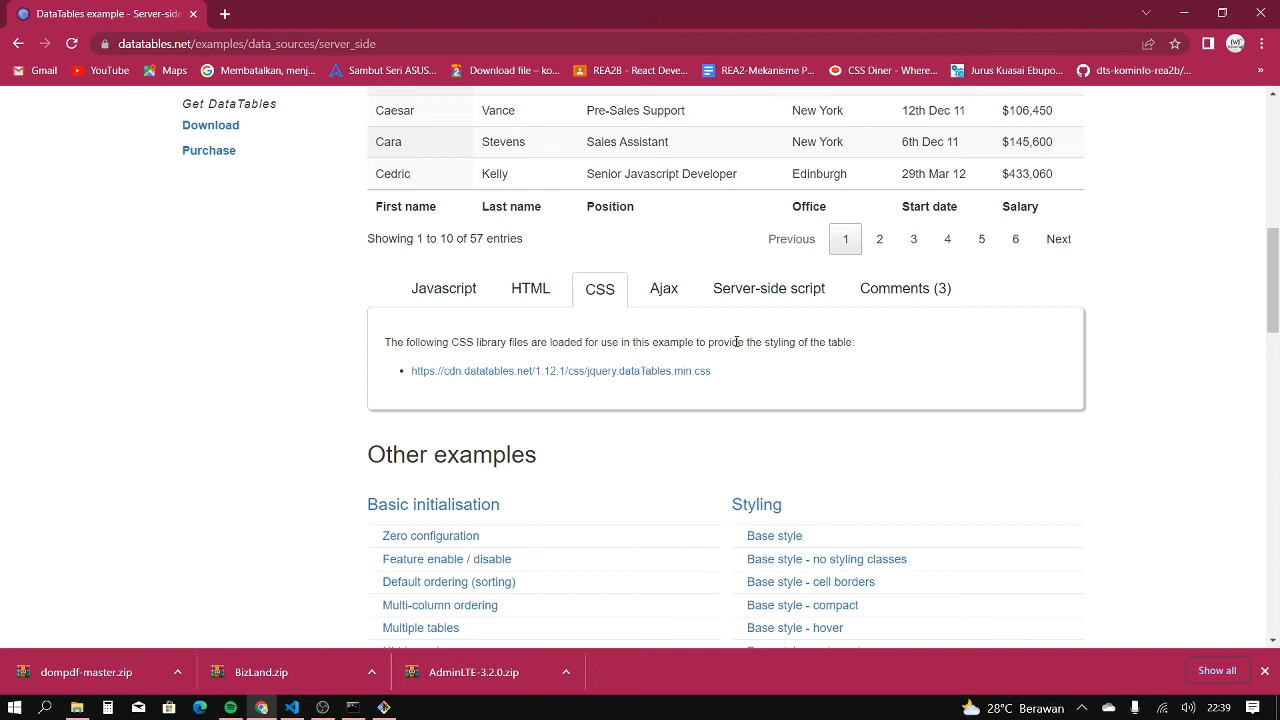 DataTables example - Server-side
datatables.net/examples/data_sources/server_side
Gmail YouTube Maps Membatalkan, menj... Sambut Seri ASUS... Download file – ko... REA2B - React Deve... REA2-Mekanisme P... CSS Diner - Where... Jurus Kuasai Ebupo... dts-kominfo-rea2b/... »
Get DataTables
Download
Purchase
Caesar Vance Pre-Sales Support New York 12th Dec 11 $106,450
Cara Stevens Sales Assistant New York 6th Dec 11 $145,600
Cedric Kelly Senior Javascript Developer Edinburgh 29th Mar 12 $433,060
First name Last name Position Office Start date Salary
Showing 1 to 10 of 57 entries Previous 1 2 3 4 5 6 Next
Javascript HTML CSS Ajax Server-side script Comments (3)
The following CSS library files are loaded for use in this example to provide the styling of the table:
• https://cdn.datatables.net/1.12.1/css/jquery.dataTables.min.css
Other examples
Basic initialisation Styling
Zero configuration Base style
Feature enable / disable Base style - no styling classes
Default ordering (sorting) Base style - cell borders
Multi-column ordering Base style - compact
Multiple tables Base style - hover
dompdf-master.zip BizLand.zip AdminLTE-3.2.0.zip Show all
28°C Berawan 22:39